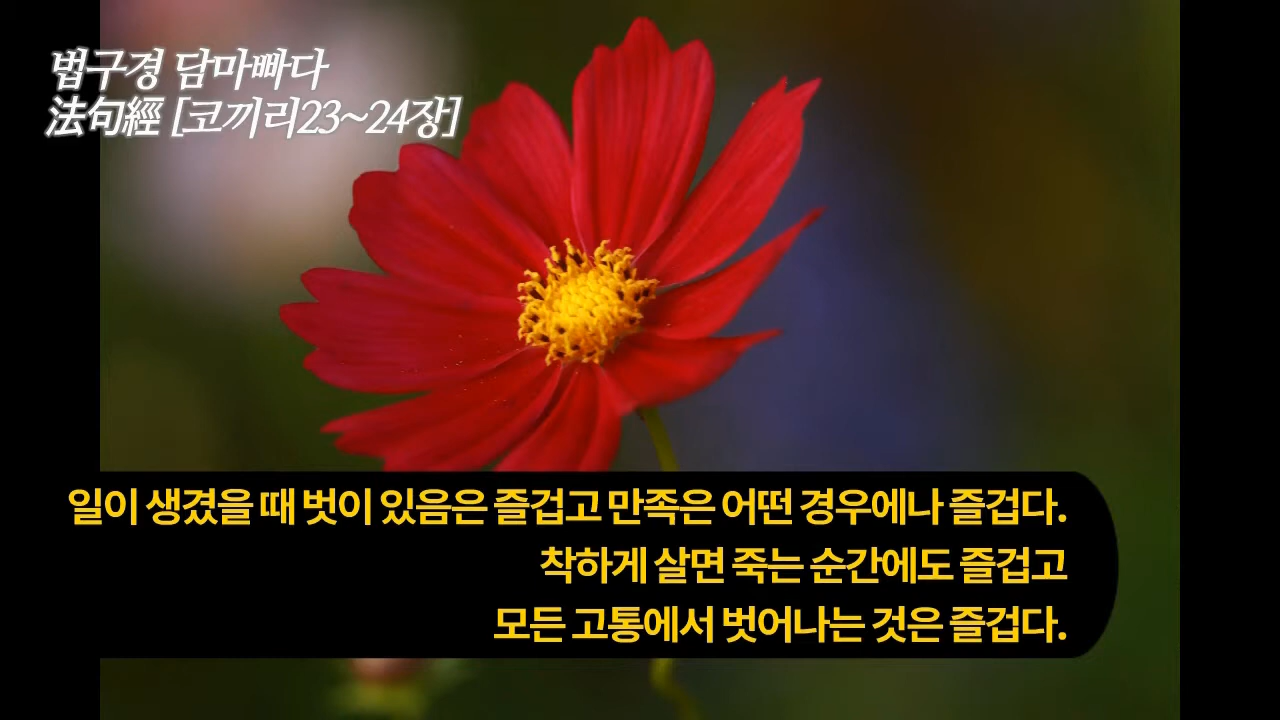 법구경 담마빠다
法句經 [코끼리23~24장]
일이 생겼을 때 벗이 있음은 즐겁고 만족은 어떤 경우에나 즐겁다.
착하게 살면 죽는 순간에도 즐겁고
모든 고통에서 벗어나는 것은 즐겁다.